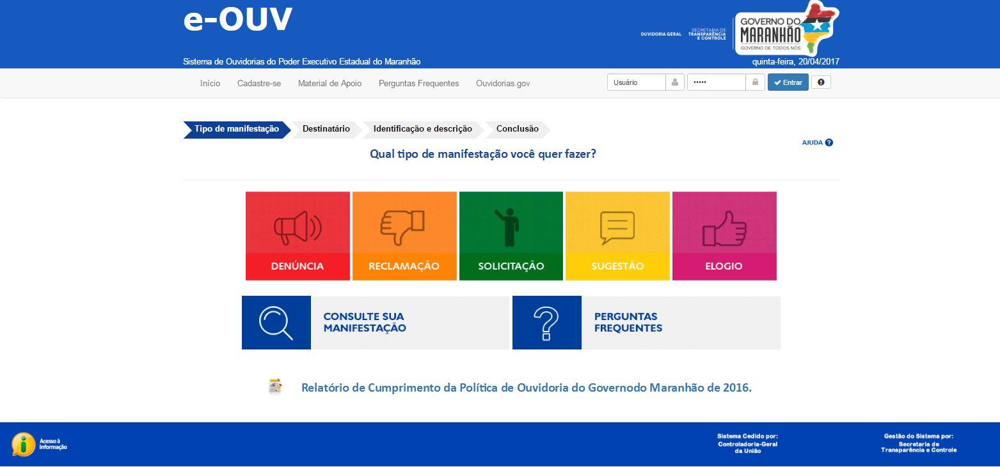 e-OUV
OUVIDORIA GERAL
SECRETARIA DE
TRANSPARÊNCIA
E CONTROLE
GOVERNO DO
MARANHÃO
GOVERNO DE TODOS NÓS
Sistema de Ouvidorias do Poder Executivo Estadual do Maranhão
quinta-feira, 20/04/2017
Início Cadastre-se Material de Apoio Perguntas Frequentes Ouvidorias.gov Usuário ••••• Entrar
Tipo de manifestação Destinatário Identificação e descrição Conclusão
AJUDA ?
Qual tipo de manifestação você quer fazer?
DENÚNCIA RECLAMAÇÃO SOLICITAÇÃO SUGESTÃO ELOGIO
CONSULTE SUA
MANIFESTAÇÃO
PERGUNTAS
FREQUENTES
Relatório de Cumprimento da Política de Ouvidoria do Governodo Maranhão de 2016.
Acesso à
Informação
Sistema Cedido por:
Controladoria-Geral
da União
Gestão do Sistema por:
Secretaria de
Transparência e Controle